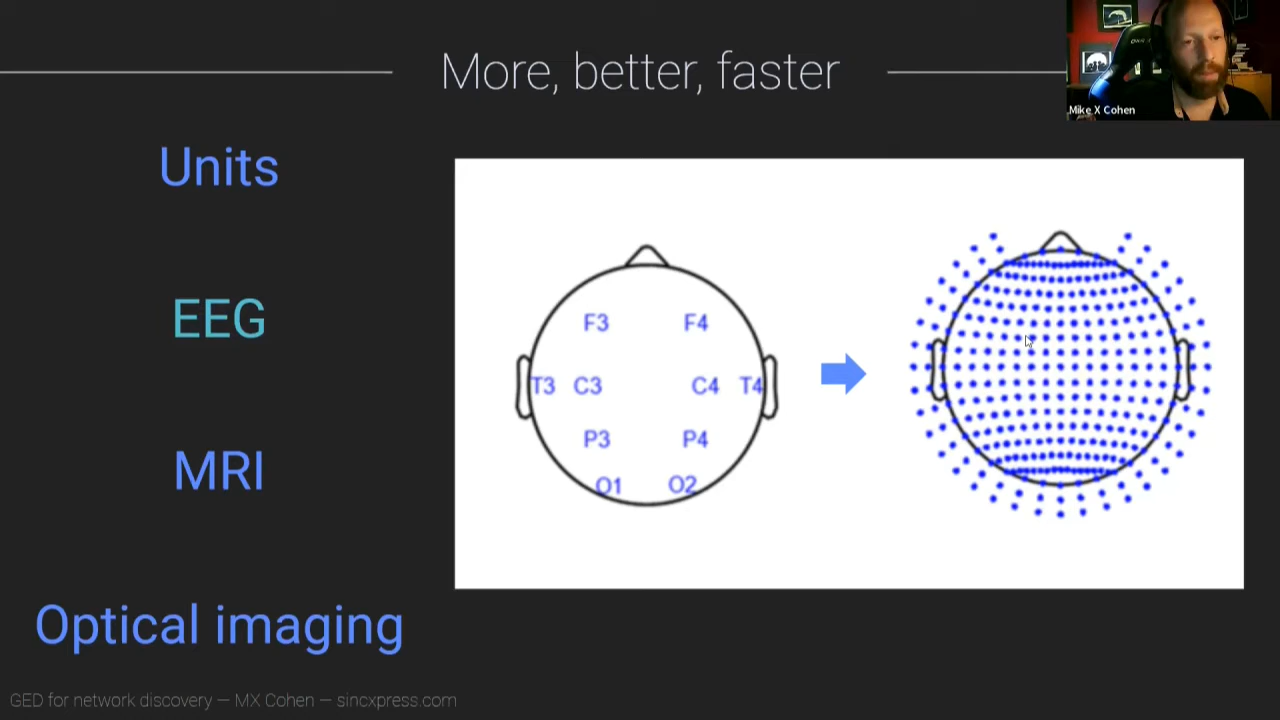 More, better, faster
Mike X Cohen
Units
EEG
MRI
Optical imaging
F3 F4
T3 C3 C4 T4
P3 P4
O1 O2
GED for network discovery — MX Cohen — sincxpress.com